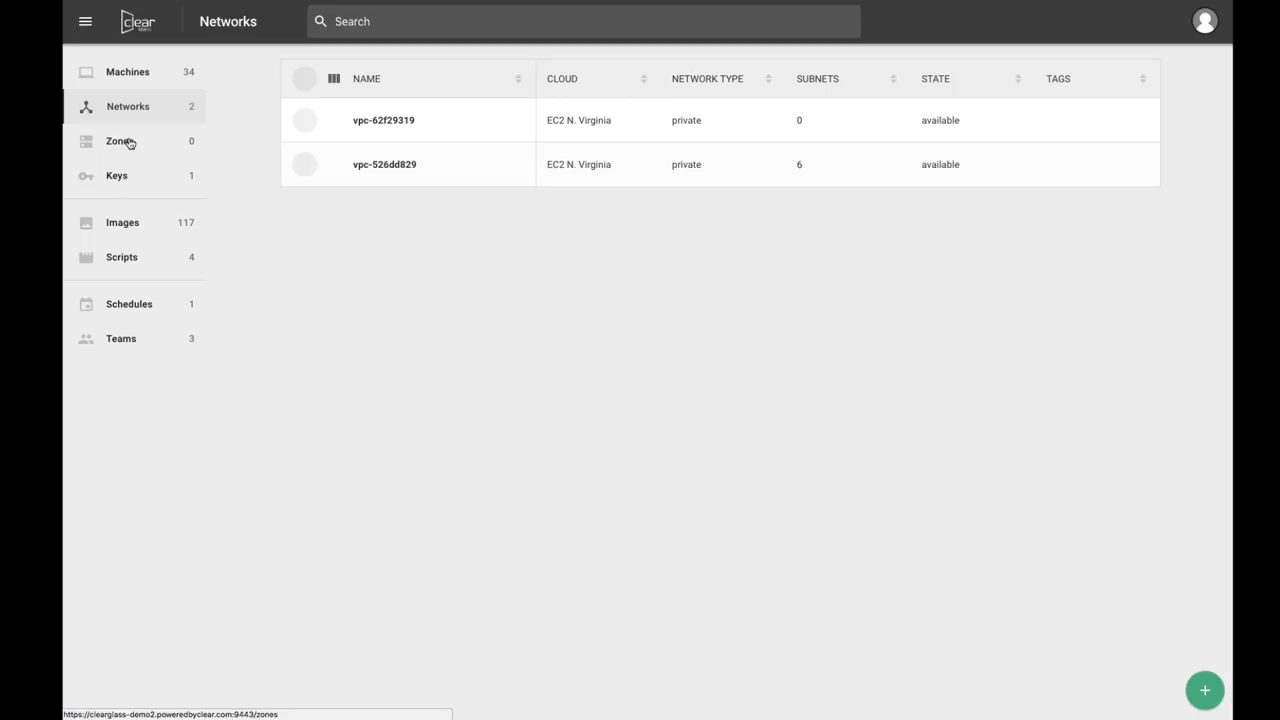 clear
demo
Networks
Search
Machines 34
Networks 2
Zones 0
Keys 1
Images 117
Scripts 4
Schedules 1
Teams 3
NAME CLOUD NETWORK TYPE SUBNETS STATE TAGS
vpc-62f29319 EC2 N. Virginia private 0 available
vpc-526dd829 EC2 N. Virginia private 6 available
https://clearglass-demo2.poweredbyclear.com:9443/zones